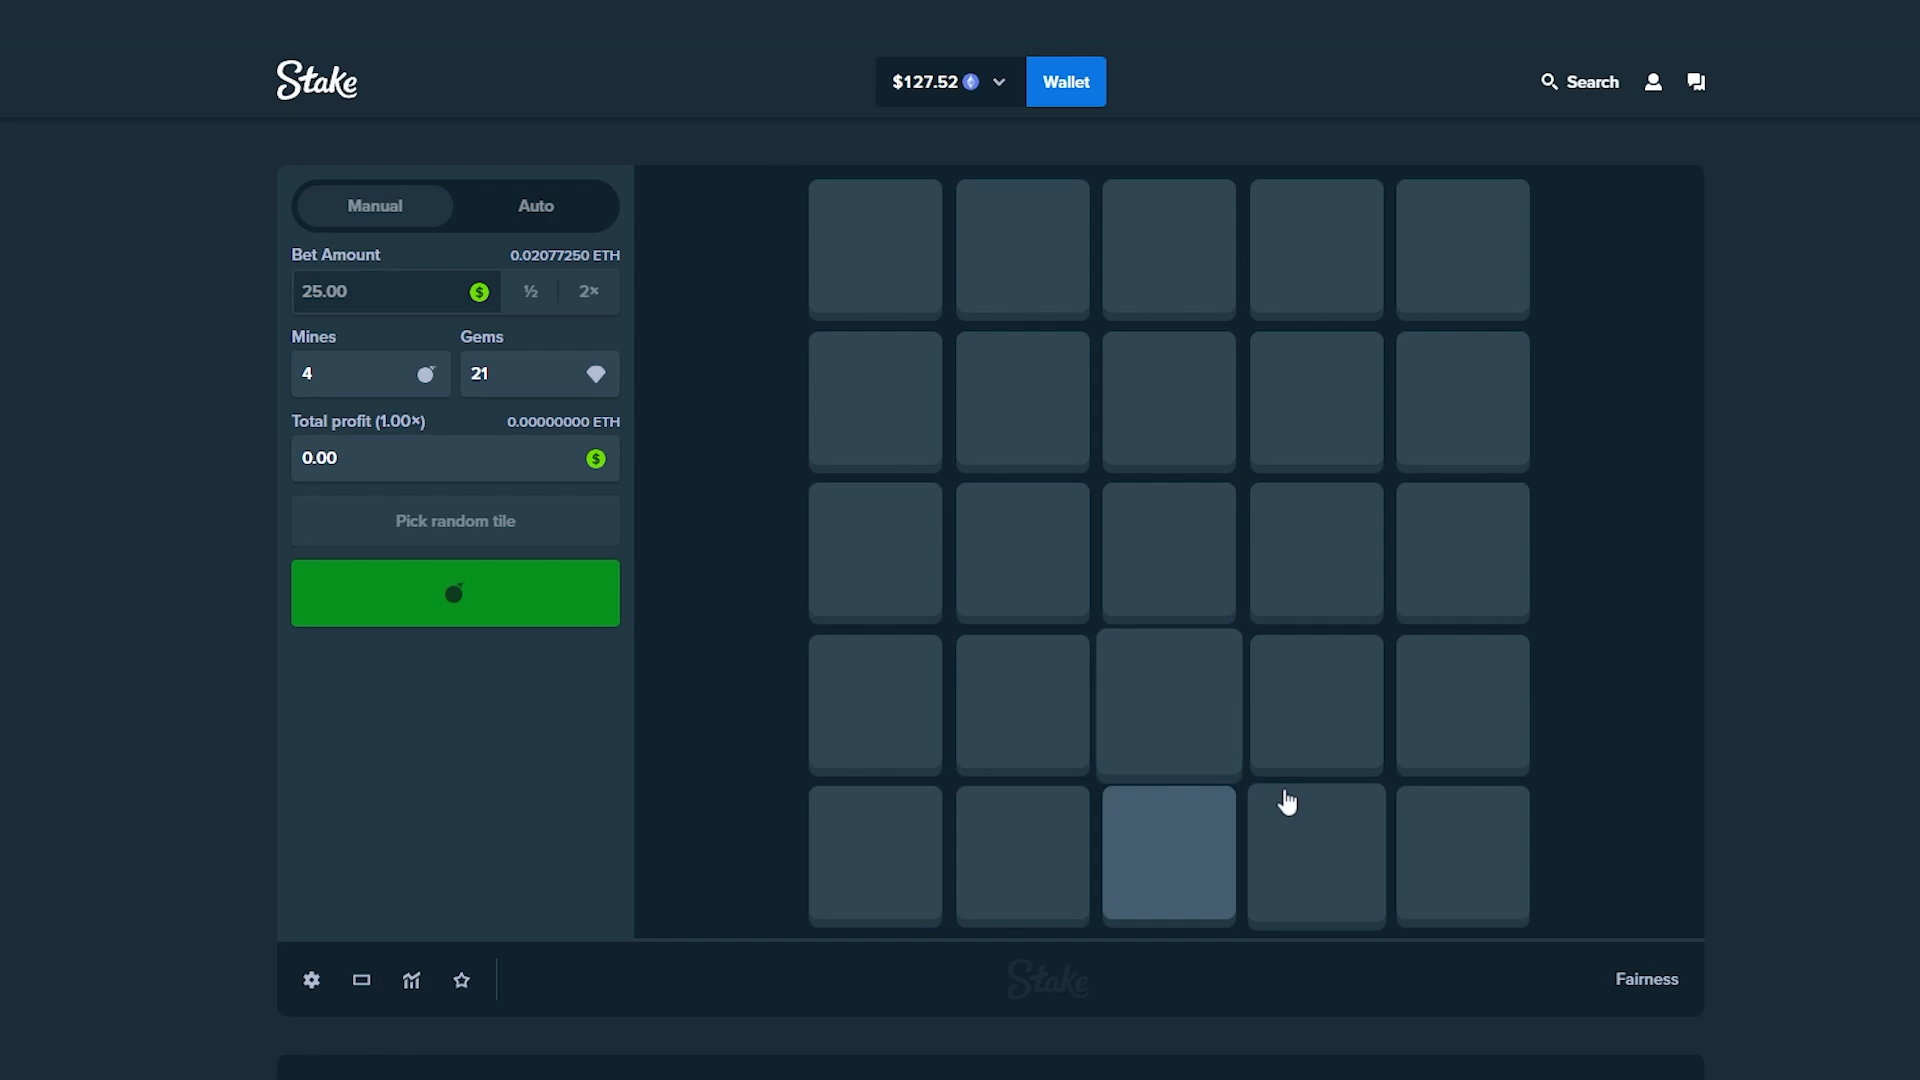 Stake
$127.52
Wallet
Search
Manual
Auto
Bet Amount
0.02077250 ETH
25.00
$
½
2×
Mines
Gems
4
21
Total profit (1.00×)
0.00000000 ETH
0.00
$
Pick random tile
Stake
Fairness